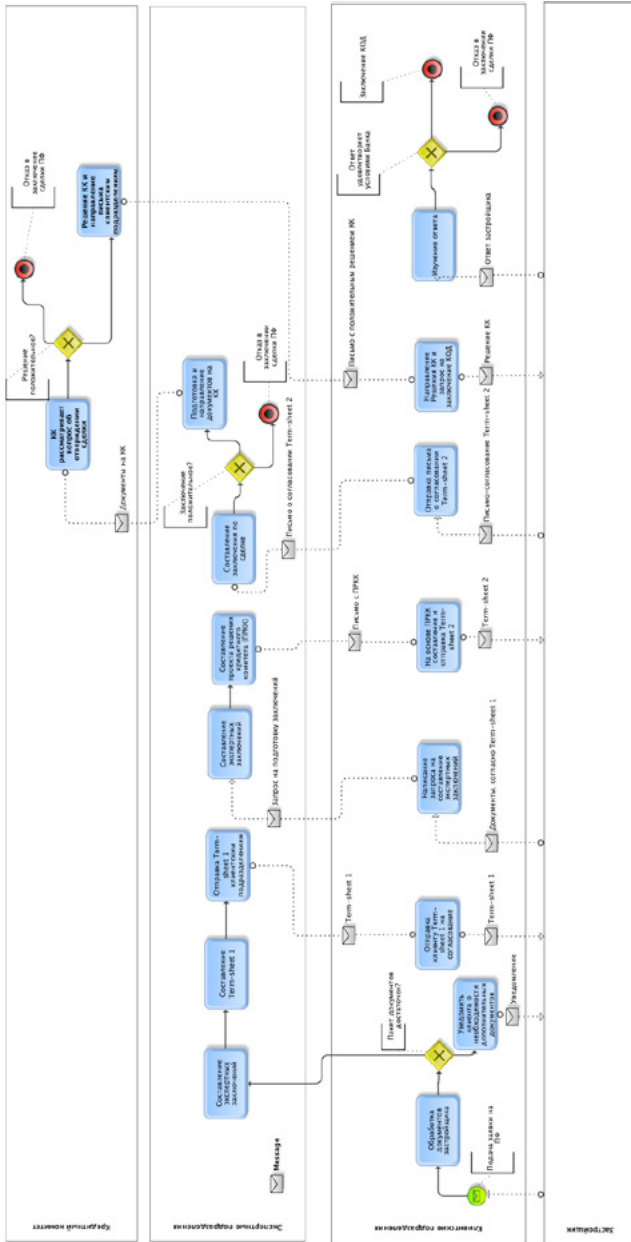 Кредитный комитет
КК
рассматривает
вопрос об
утверждении
сделки
Решение
положительное?
Отказ в
заключение
сделки ПФ
Решение КК и
направление
письма
клиентским
подразделениям
Документы на КК
Экспертные подразделения
Message
Составление
экспертных
заключений
Составление
Term-sheet 1
Отправка Term-
sheet 1
клиентским
подразделениям
Составление
экспертных
заключений
Составление
проекта решения
кредитного
комитета (ПРКК)
Составление
заключения по
сделке
Заключение
положительное?
Подготовка и
направление
документов на
КК
Отказ в
заключении
сделки ПФ
Term-sheet 1
Запрос на подготовку заключений
Письмо с ПРКК
Письмо о согласовании Term-sheet 2
Письмо с положительным решением КК
Клиентские подразделения
Подача заявки на
ПФ
Обработка
документов
застройщика
Пакет документов
достаточен?
Уведомить
клиента о
необходимости
дополнительных
документов
Отправка
клиенту Term-
sheet 1 на
согласование
Написание
запроса на
составление
экспертных
заключений
На основе ПРКК
составление и
отправка Term-
sheet 2
Отправка письма
о согласовании
Term-sheet 2
Направление
Решения КК и
запрос на
заключение КОД
Изучение ответа
Ответ
удовлетворяет
условиям банка
Заключение КОД
Отказ в
заключении
сделки ПФ
Уведомление
Term-sheet 1
Документы, согласно Term-sheet 1
Term-sheet 2
Письмо-согласование Term-sheet 2
Решение КК
Ответ застройщика
Застройщик